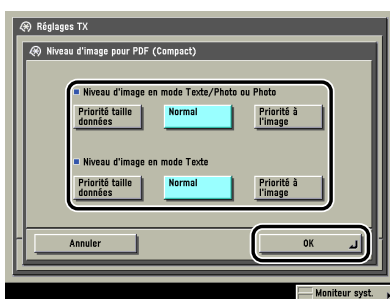 Réglages TX
Niveau d'image pour PDF (Compact)
Niveau d'image en mode Texte/Photo ou Photo
Priorité taille données
Normal
Priorité à l'image
Niveau d'image en mode Texte
Priorité taille données
Normal
Priorité à l'image
Annuler
OK
Moniteur syst.